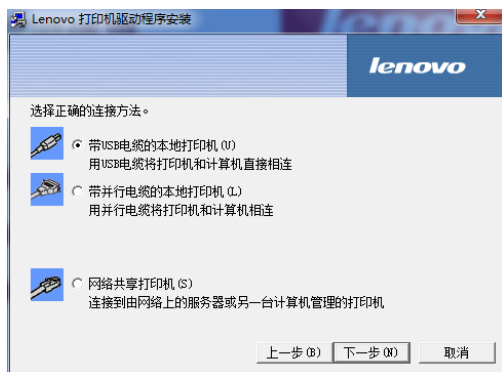 Lenovo 打印机驱动程序安装
lenovo
选择正确的连接方法。
带USB电缆的本地打印机(U)
用USB电缆将打印机和计算机直接相连
带并行电缆的本地打印机(L)
用并行电缆将打印机和计算机相连
网络共享打印机(S)
连接到由网络上的服务器或另一台计算机管理的打印机
上一步(B) 下一步(N) 取消